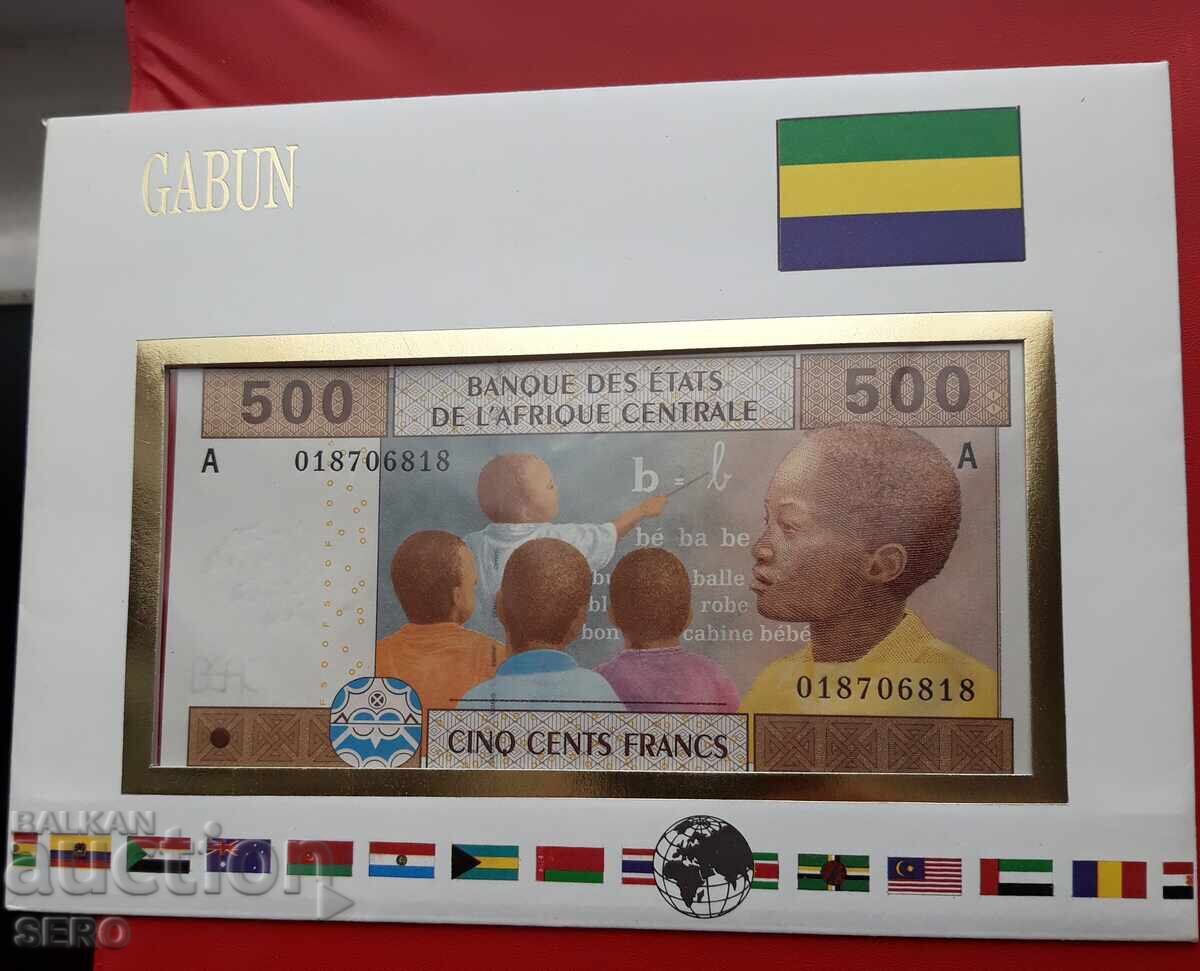 GABUN
500
BANQUE DES ÉTATS
DE L'AFRIQUE CENTRALE
500
A
018706818
A
b = b
bé ba be
balle
robe
bon
cabine bébé
018706818
CINQ CENTS FRANCS
BALKAN
auction
SERO